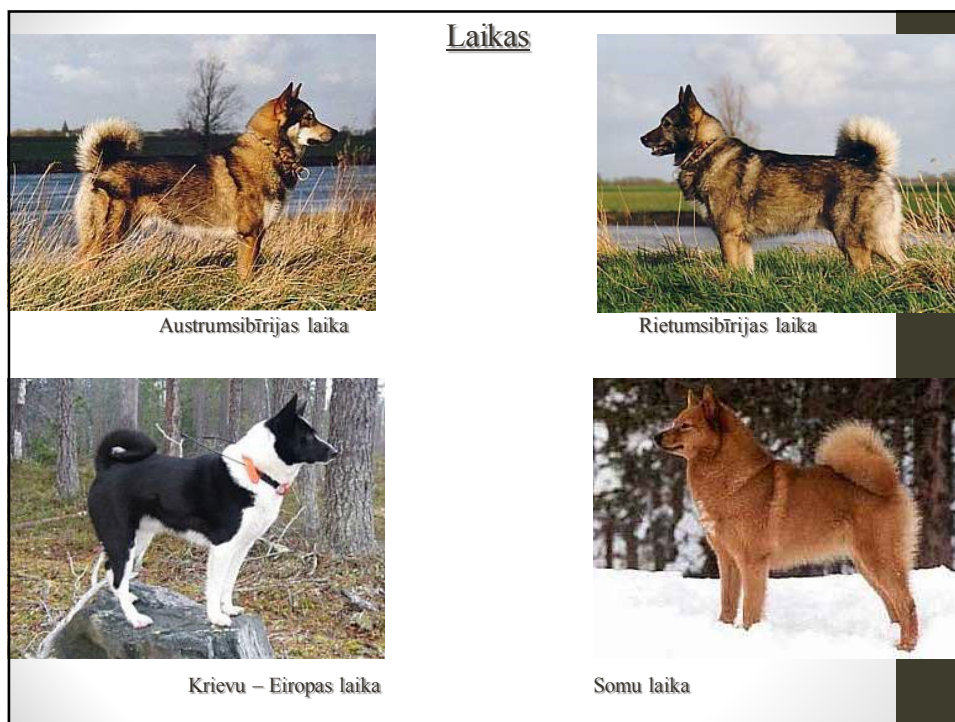 Laikas
Austrumsibīrijas laika
Rietumsibīrijas laika
Krievu – Eiropas laika
Somu laika